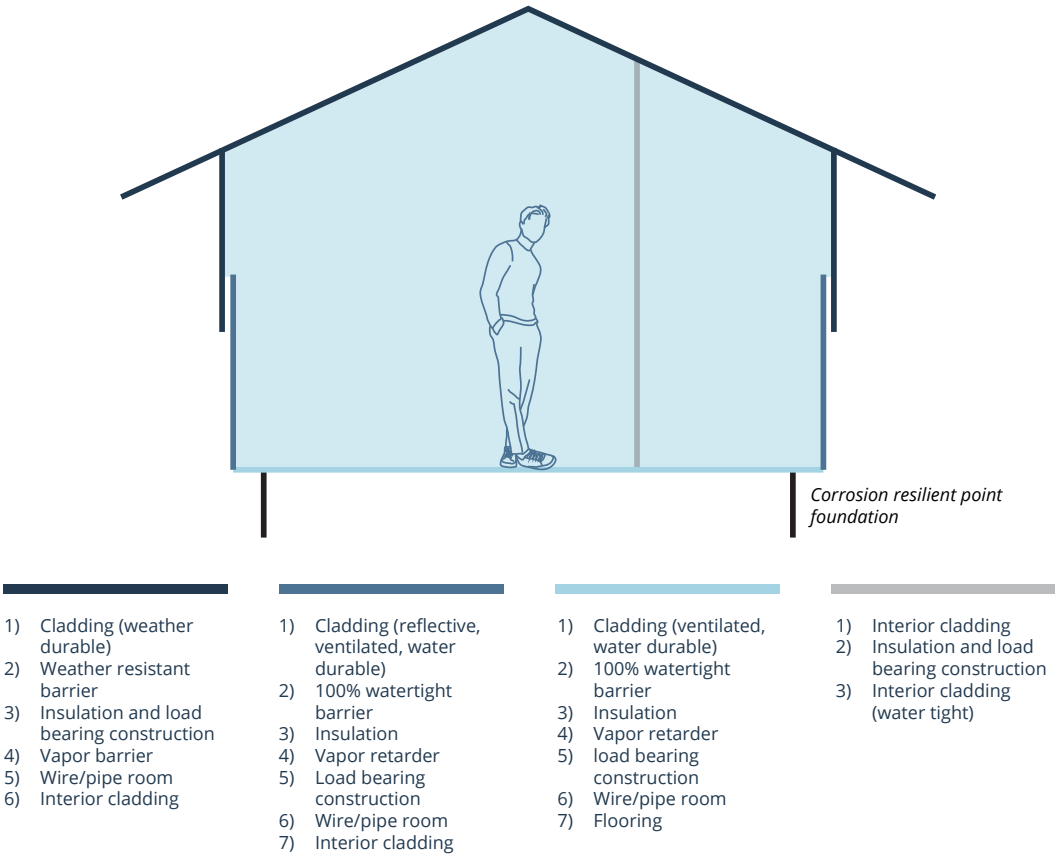 Corrosion resilient point
foundation
1) Cladding (weather
durable)
2) Weather resistant
barrier
3) Insulation and load
bearing construction
4) Vapor barrier
5) Wire/pipe room
6) Interior cladding
1) Cladding (reflective,
ventilated, water
durable)
2) 100% watertight
barrier
3) Insulation
4) Vapor retarder
5) Load bearing
construction
6) Wire/pipe room
7) Interior cladding
1) Cladding (ventilated,
water durable)
2) 100% watertight
barrier
3) Insulation
4) Vapor retarder
5) load bearing
construction
6) Wire/pipe room
7) Flooring
1) Interior cladding
2) Insulation and load
bearing construction
3) Interior cladding
(water tight)